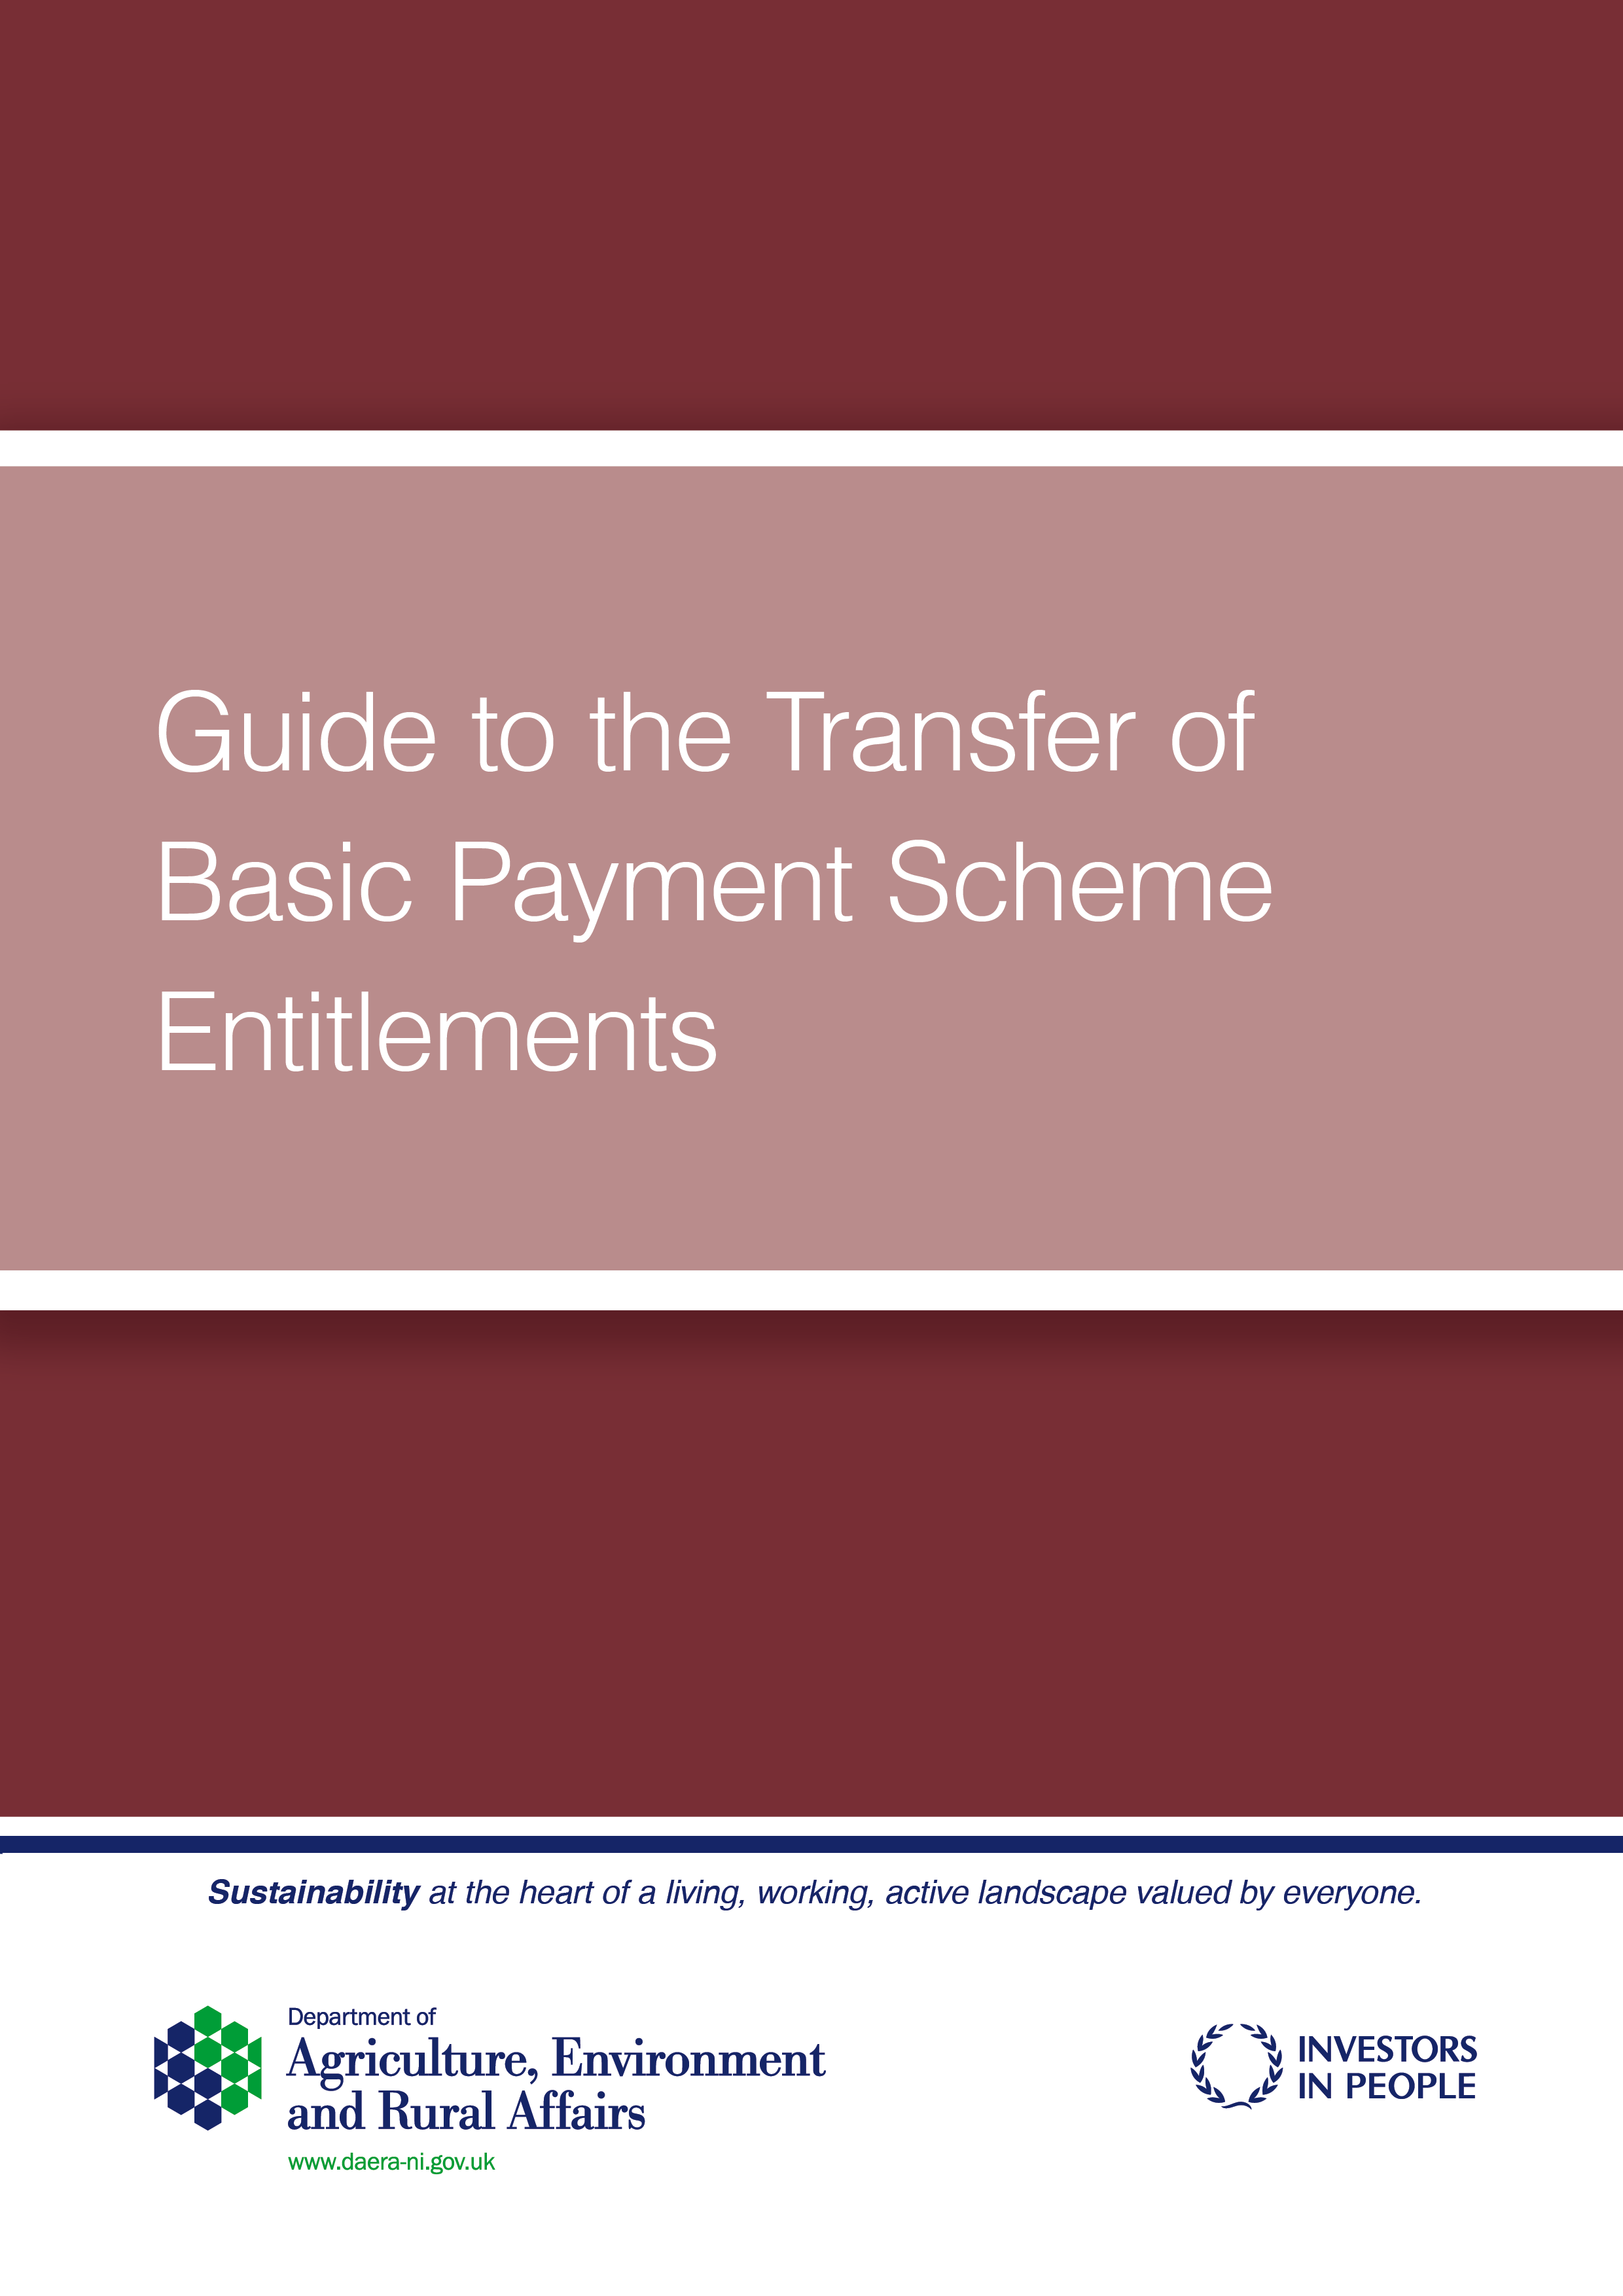 Guide to the Transfer of
Basic Payment Scheme
Entitlements
Sustainability at the heart of a living, working, active landscape valued by everyone.
Department of
Agriculture, Environment
and Rural Affairs
www.daera-ni.gov.uk
INVESTORS
IN PEOPLE